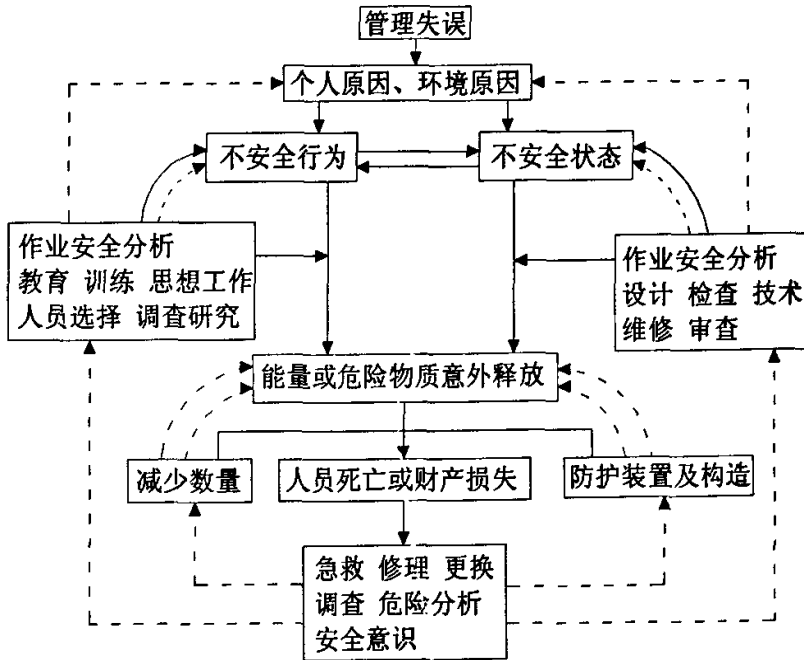 管理失误
个人原因、环境原因
不安全行为
不安全状态
作业安全分析
教育 训练 思想工作
人员选择 调查研究
作业安全分析
设计 检查 技术
维修 审查
能量或危险物质意外释放
减少数量
人员死亡或财产损失
防护装置及构造
急救 修理 更换
调查 危险分析
安全意识